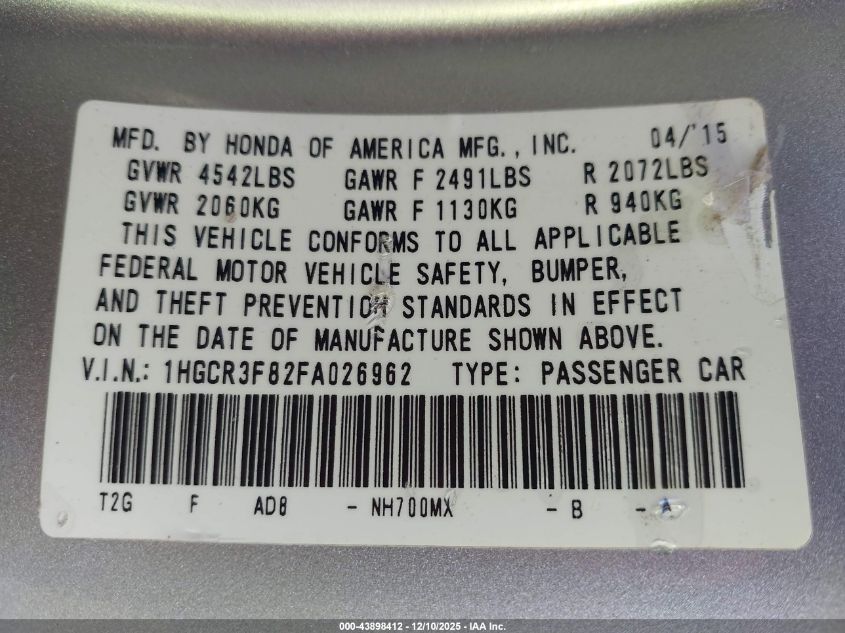 MFD. BY HONDA OF AMERICA MFG., INC. 04/'15
GVWR 4542LBS GAWR F 2491LBS R 2072LBS
GVWR 2060KG GAWR F 1130KG R 940KG
THIS VEHICLE CONFORMS TO ALL APPLICABLE
FEDERAL MOTOR VEHICLE SAFETY, BUMPER,
AND THEFT PREVENTION STANDARDS IN EFFECT
ON THE DATE OF MANUFACTURE SHOWN ABOVE.
V.I.N.: 1HGCR3F82FA026962 TYPE: PASSENGER CAR
T2G F AD8 - NH700MX - B - A
000-43898412 - 12/10/2025 - IAA Inc.